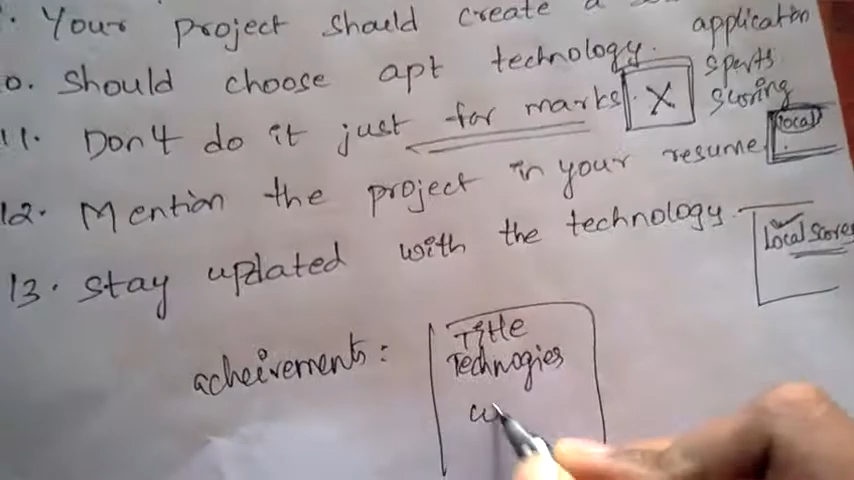 Your project should create a
0. Should choose apt technology. application
sports
scoring
11. Don't do it just for marks. X
local
12. Mention the project in your resume.
13. Stay updated with the technology.
Local Scores
acheivements:
Title
Technogies